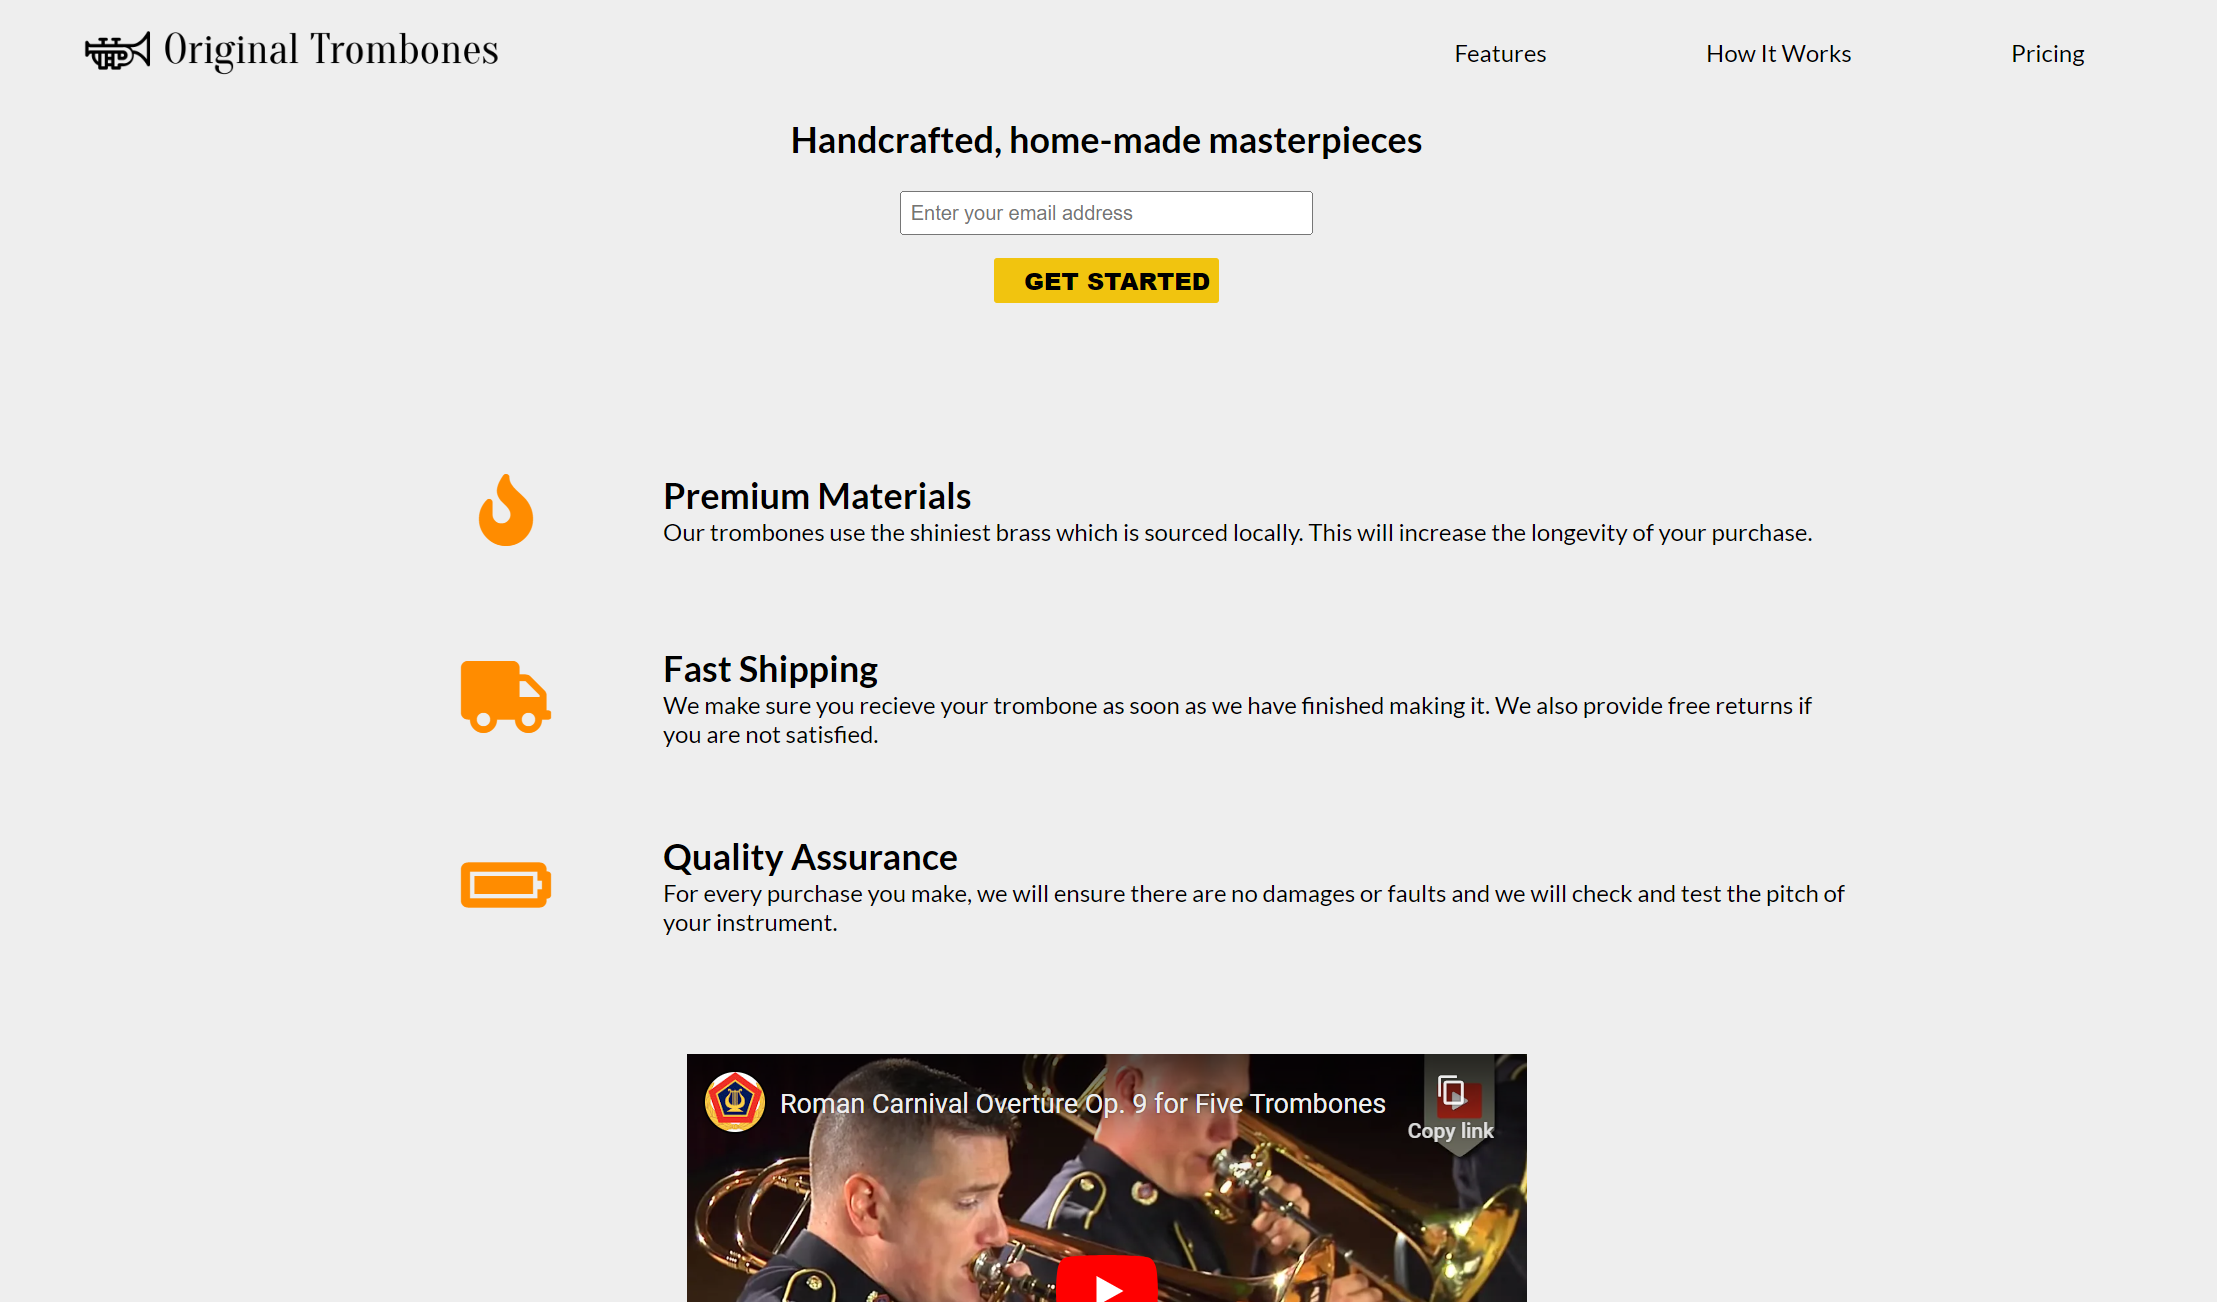 Original Trombones
Features
How It Works
Pricing
Handcrafted, home-made masterpieces
Enter your email address
GET STARTED
Premium Materials
Our trombones use the shiniest brass which is sourced locally. This will increase the longevity of your purchase.
Fast Shipping
We make sure you recieve your trombone as soon as we have finished making it. We also provide free returns if
you are not satisfied.
Quality Assurance
For every purchase you make, we will ensure there are no damages or faults and we will check and test the pitch of
your instrument.
Roman Carnival Overture Op. 9 for Five Trombones
Copy link